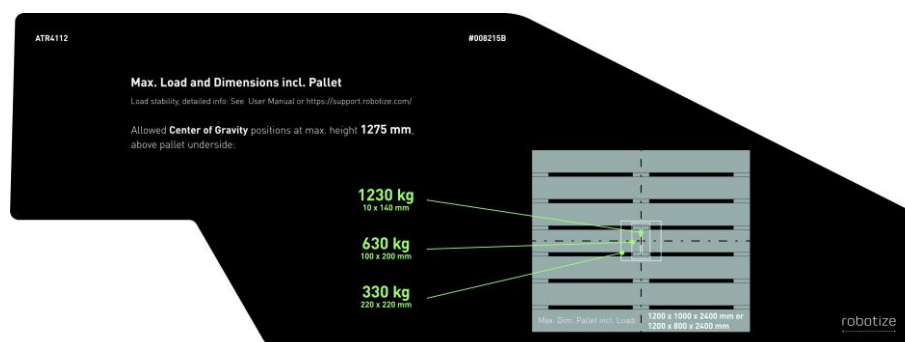 ATR4112
#008215B
Max. Load and Dimensions incl. Pallet
Load stability, detailed info: See User Manual or https://support.robotize.com/
Allowed Center of Gravity positions at max. height 1275 mm,
above pallet underside:
1230 kg
10 x 140 mm
630 kg
100 x 200 mm
330 kg
220 x 220 mm
Max. Dim. Pallet incl. Load: 1200 x 1000 x 2400 mm or
1200 x 800 x 2400 mm
robotize